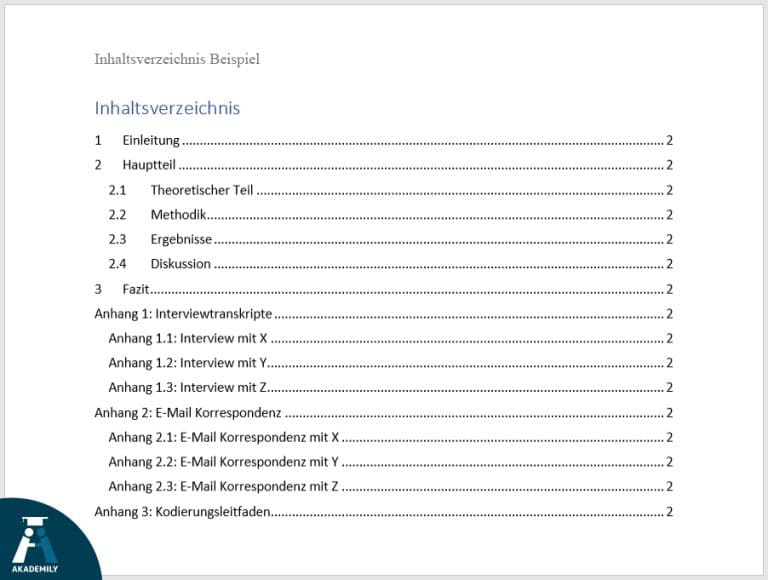 Inhaltsverzeichnis Beispiel
Inhaltsverzeichnis
1 Einleitung 2
2 Hauptteil 2
2.1 Theoretischer Teil 2
2.2 Methodik 2
2.3 Ergebnisse 2
2.4 Diskussion 2
3 Fazit 2
Anhang 1: Interviewtranskripte 2
Anhang 1.1: Interview mit X 2
Anhang 1.2: Interview mit Y 2
Anhang 1.3: Interview mit Z 2
Anhang 2: E-Mail Korrespondenz 2
Anhang 2.1: E-Mail Korrespondenz mit X 2
Anhang 2.2: E-Mail Korrespondenz mit Y 2
Anhang 2.3: E-Mail Korrespondenz mit Z 2
Anhang 3: Kodierungsleitfaden 2
AKADEMILY